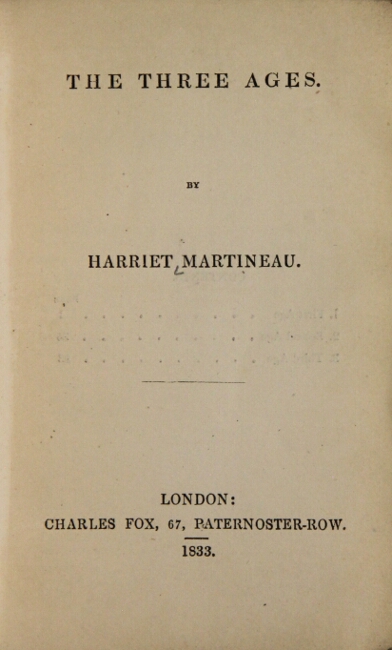 THE THREE AGES.
BY
HARRIET MARTINEAU.
LONDON:
CHARLES FOX, 67, PATERNOSTER-ROW.
1833.